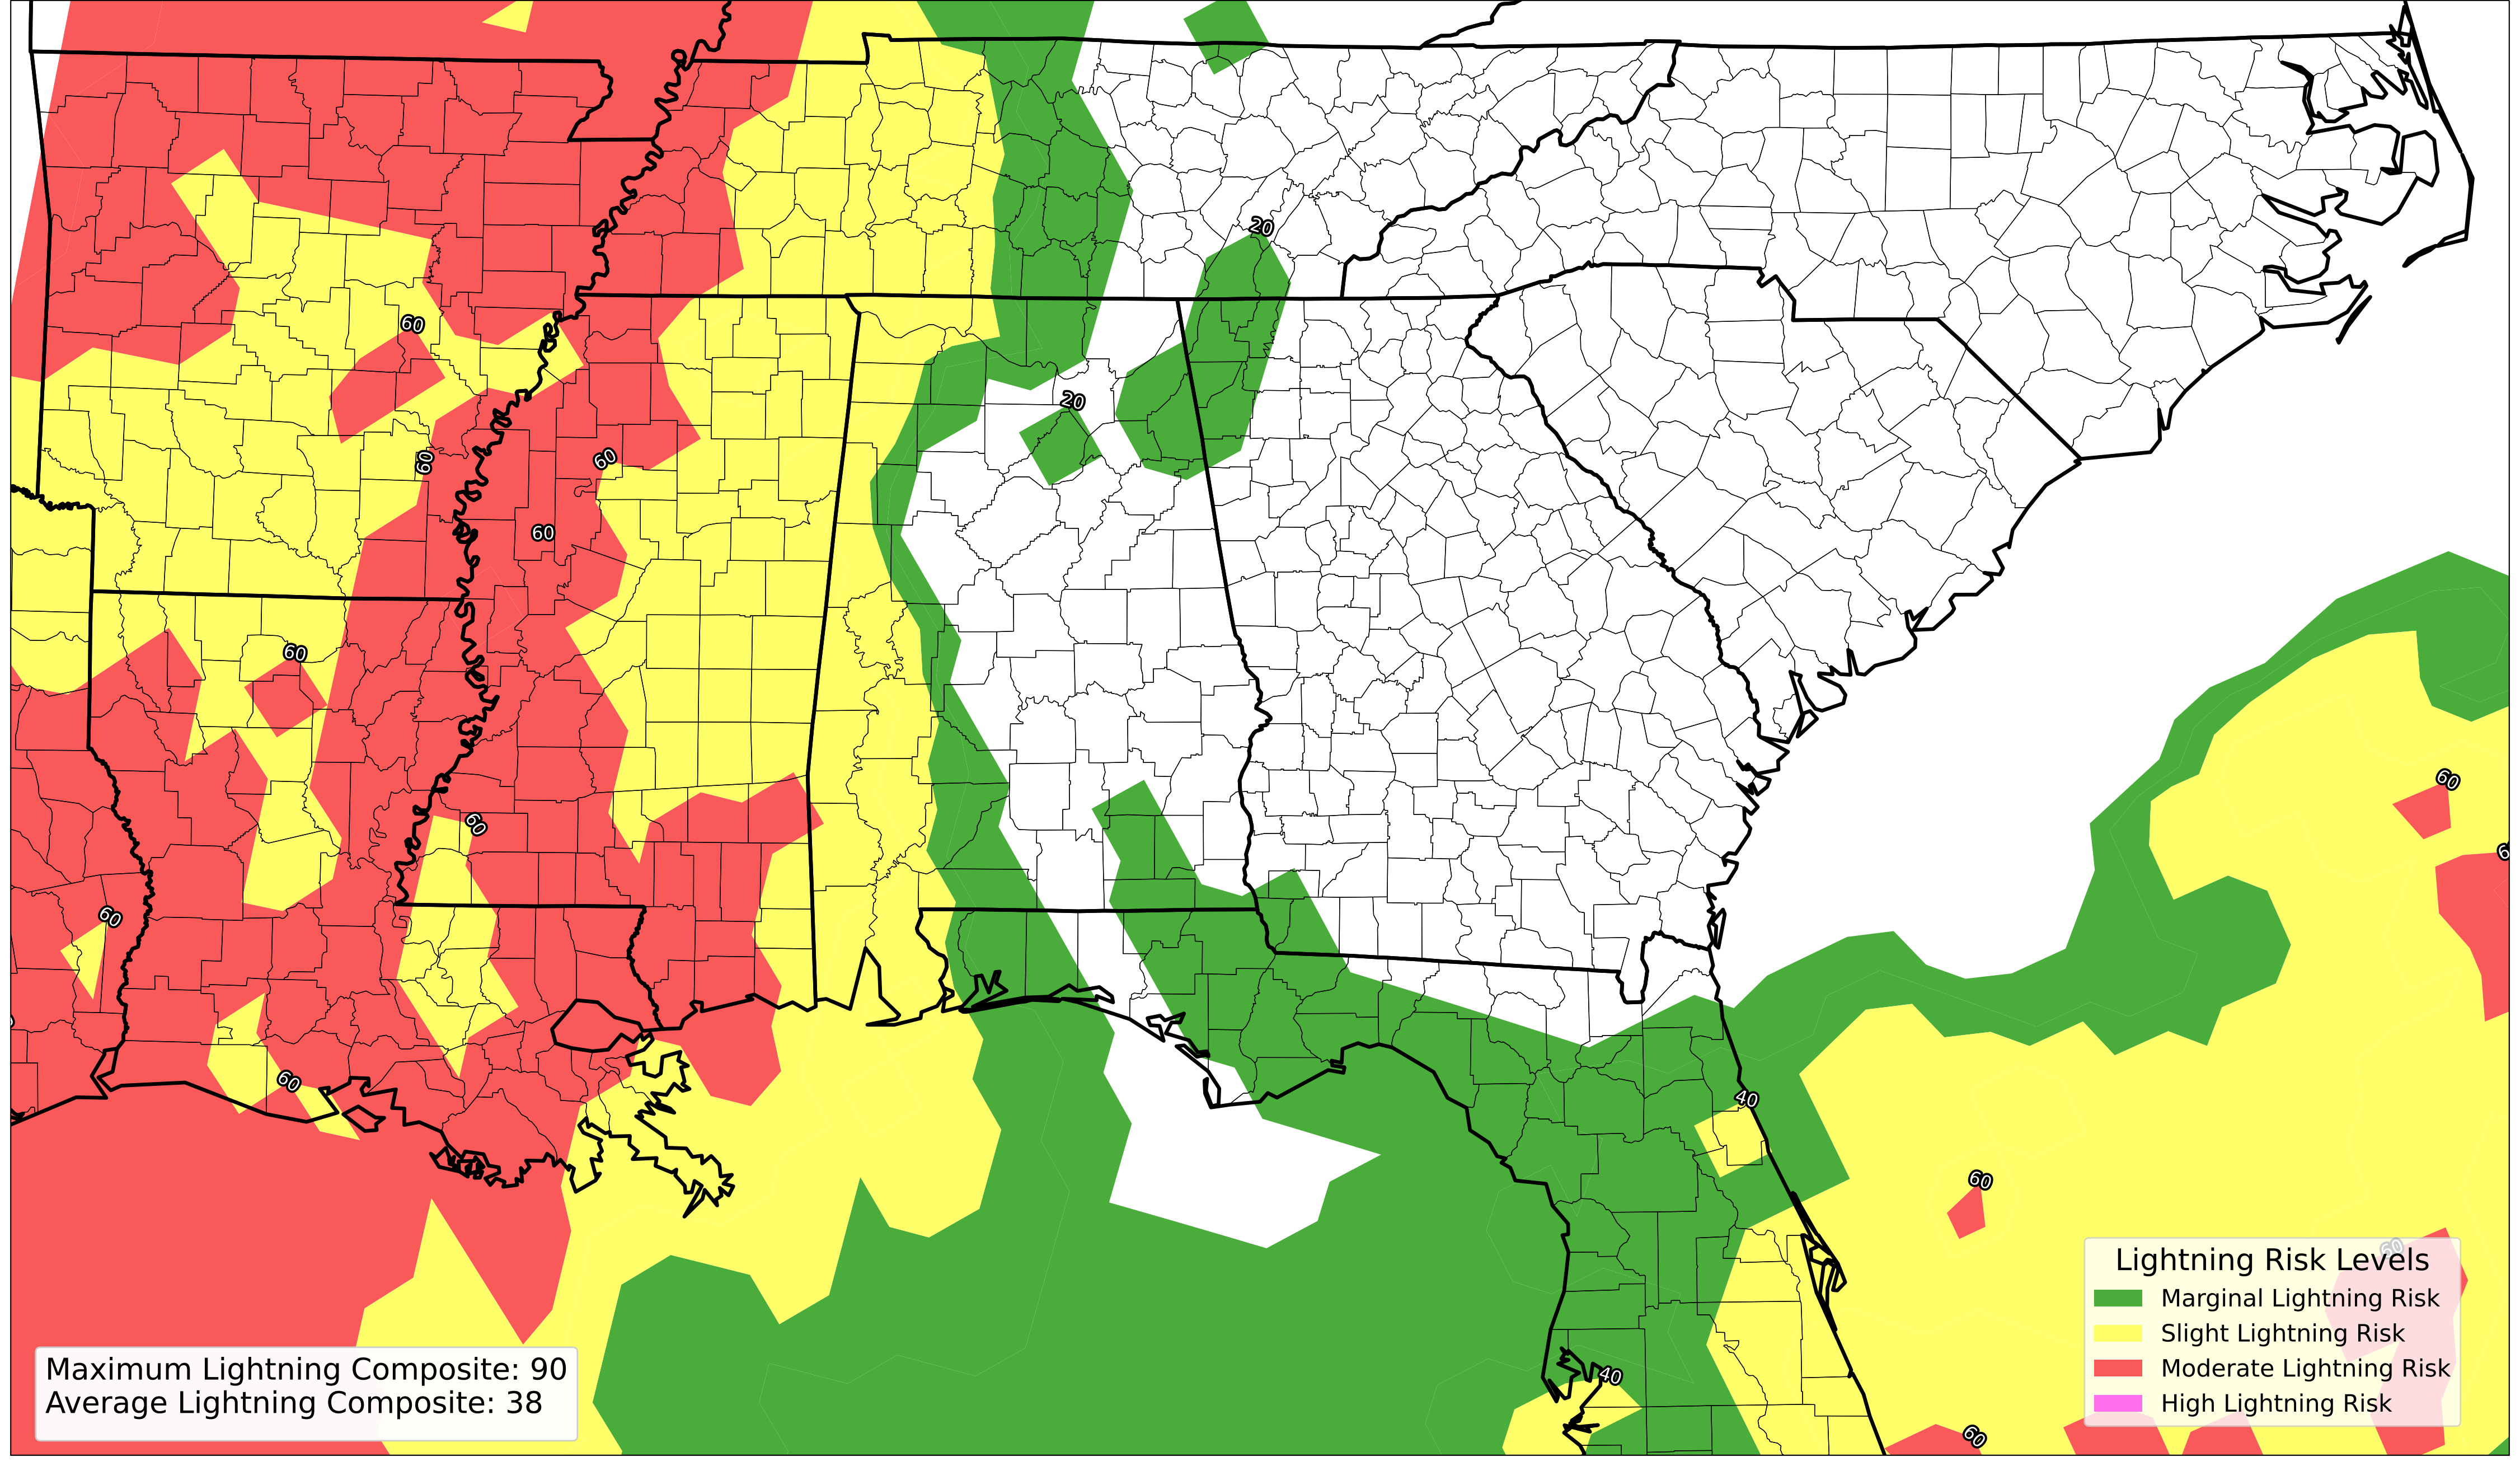 20
60
20
60
60
60
60
60
60
60
60
60
40
60
60
Lightning Risk Levels
Marginal Lightning Risk
Slight Lightning Risk
Moderate Lightning Risk
High Lightning Risk
Maximum Lightning Composite: 90
Average Lightning Composite: 38
40
60